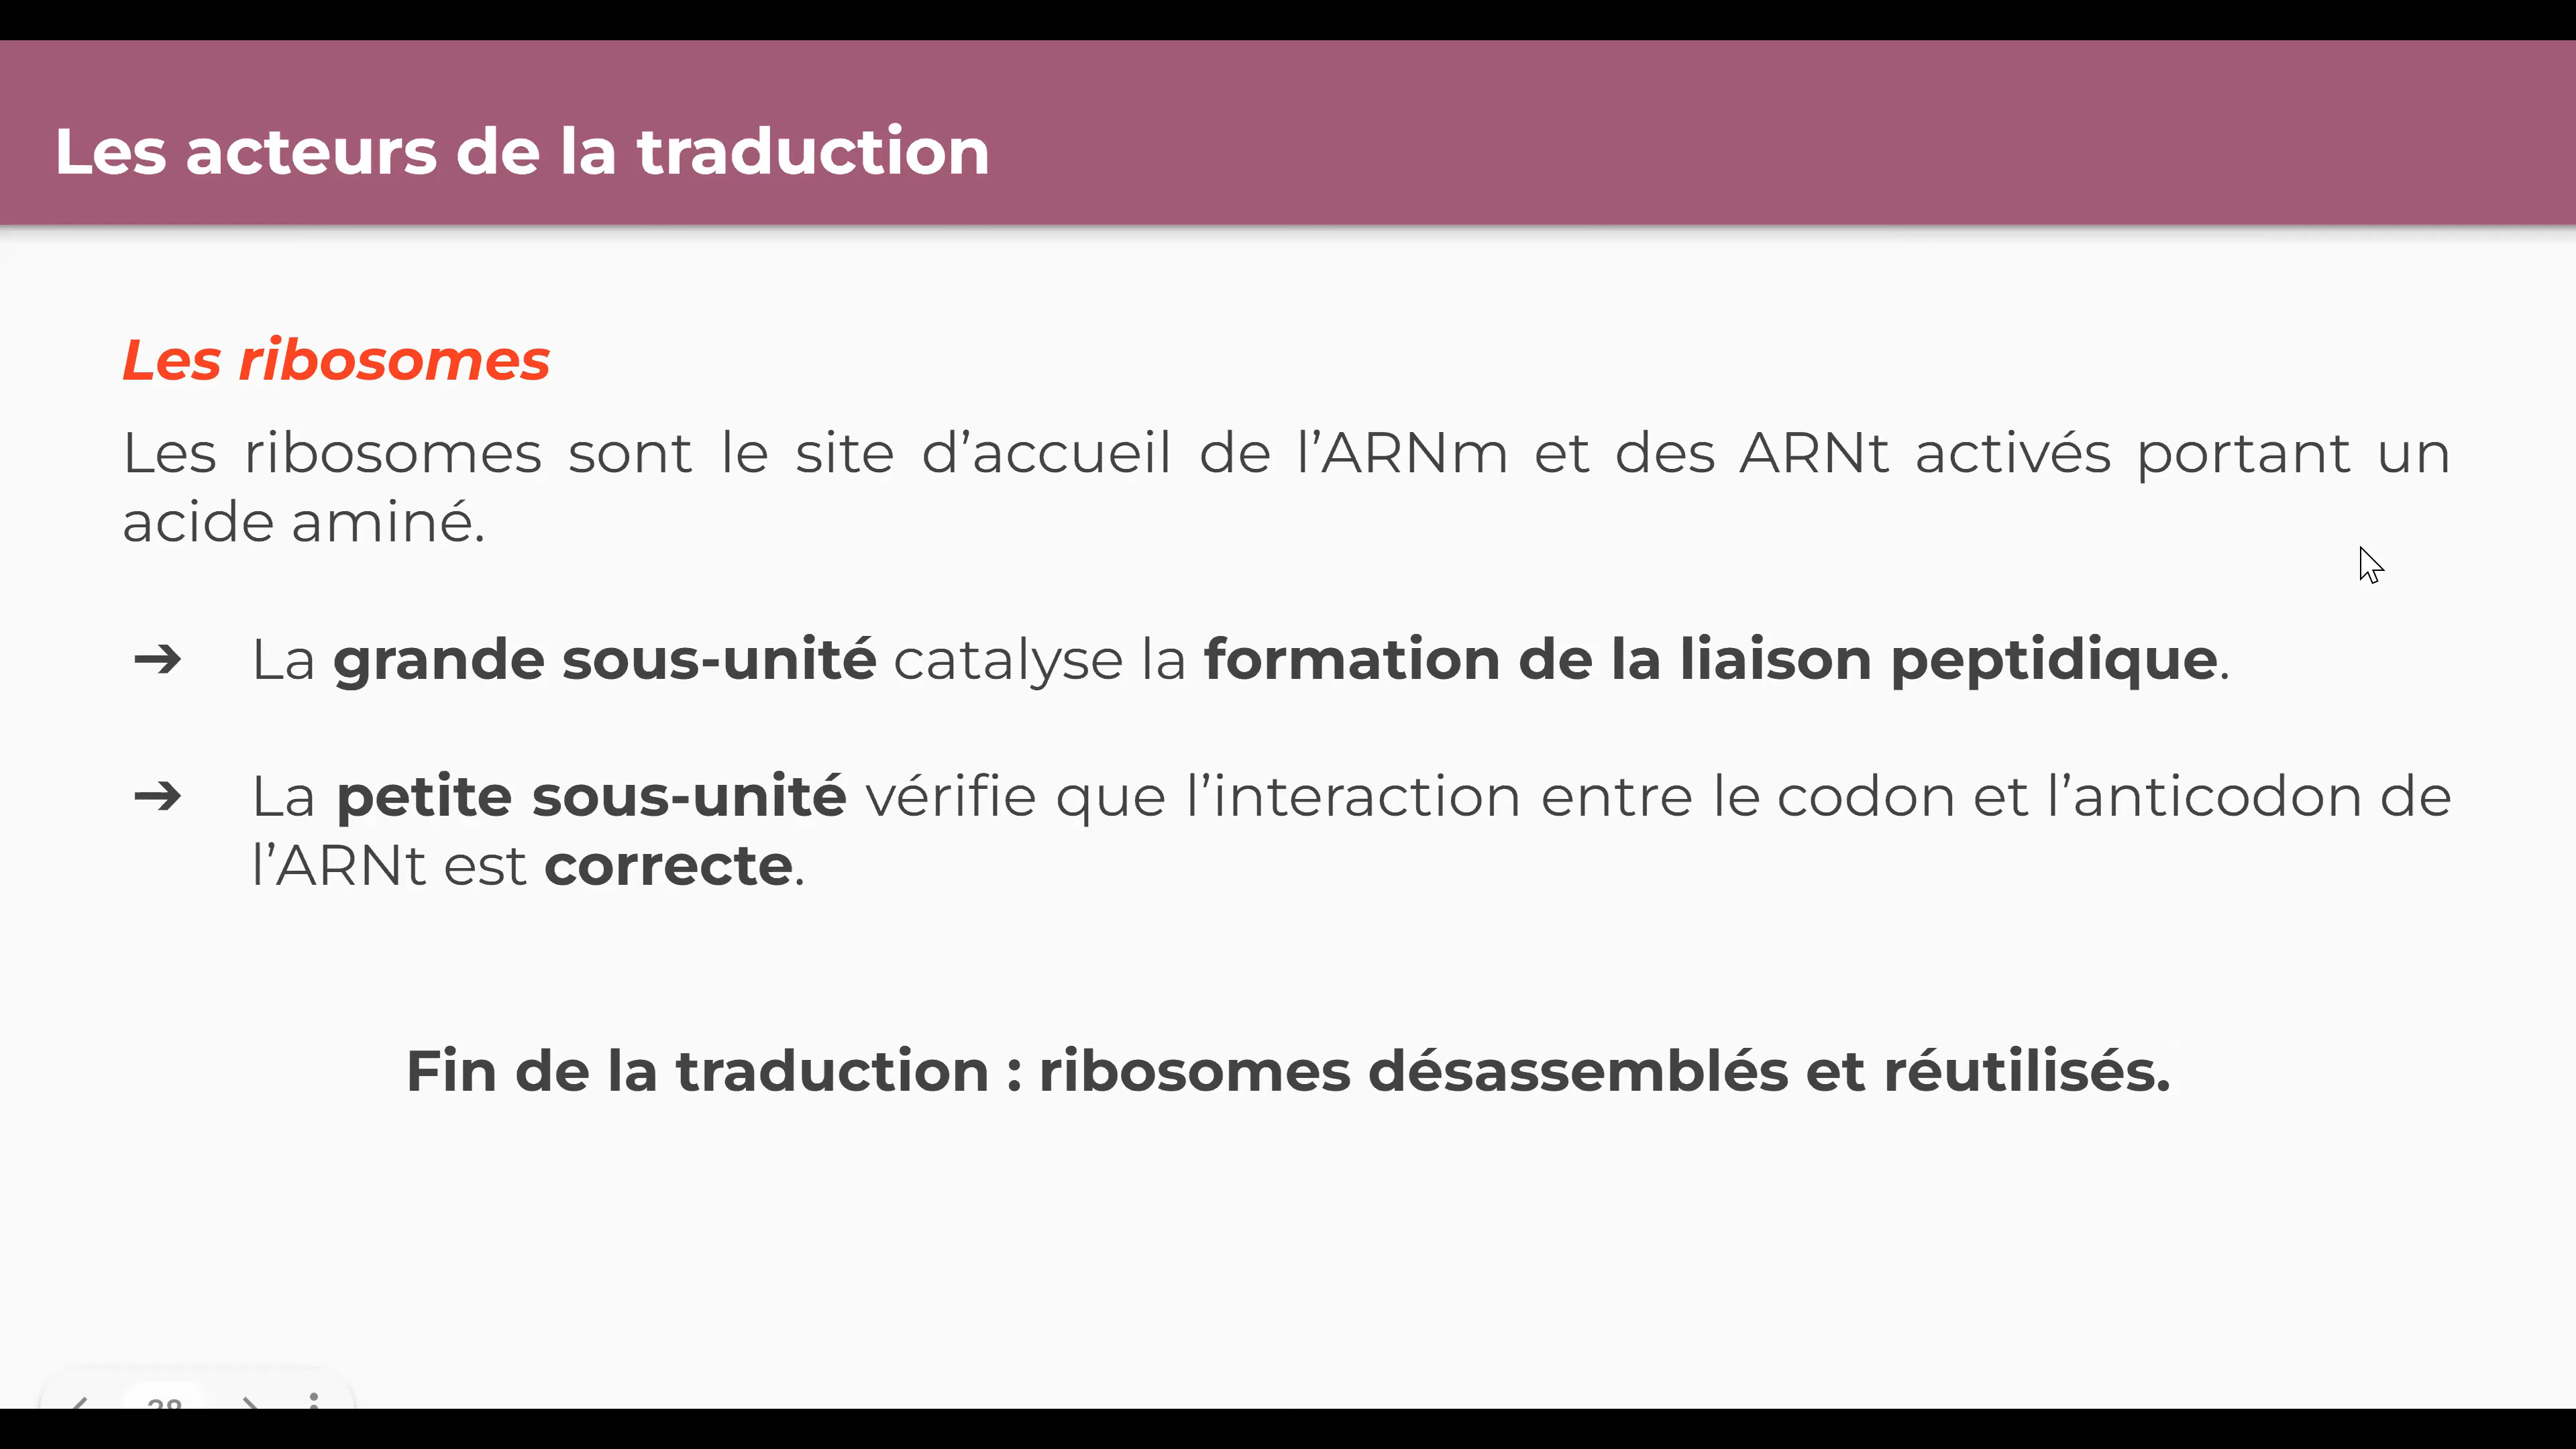 Les acteurs de la traduction
Les ribosomes
Les ribosomes sont le site d’accueil de l’ARNm et des ARNt activés portant un
acide aminé.
➔ La grande sous-unité catalyse la formation de la liaison peptidique.
➔ La petite sous-unité vérifie que l’interaction entre le codon et l’anticodon de
l’ARNt est correcte.
Fin de la traduction : ribosomes désassemblés et réutilisés.